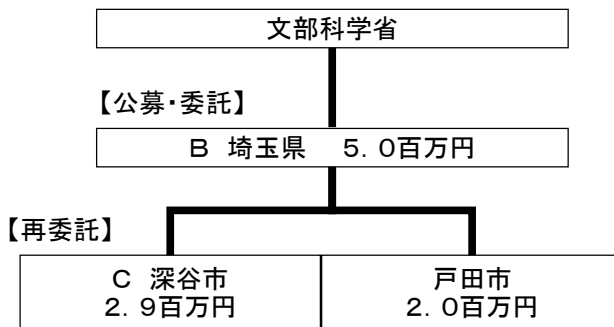 文部科学省
【公募・委託】
B 埼玉県 5.0百万円
【再委託】
C 深谷市
2.9百万円
戸田市
2.0百万円